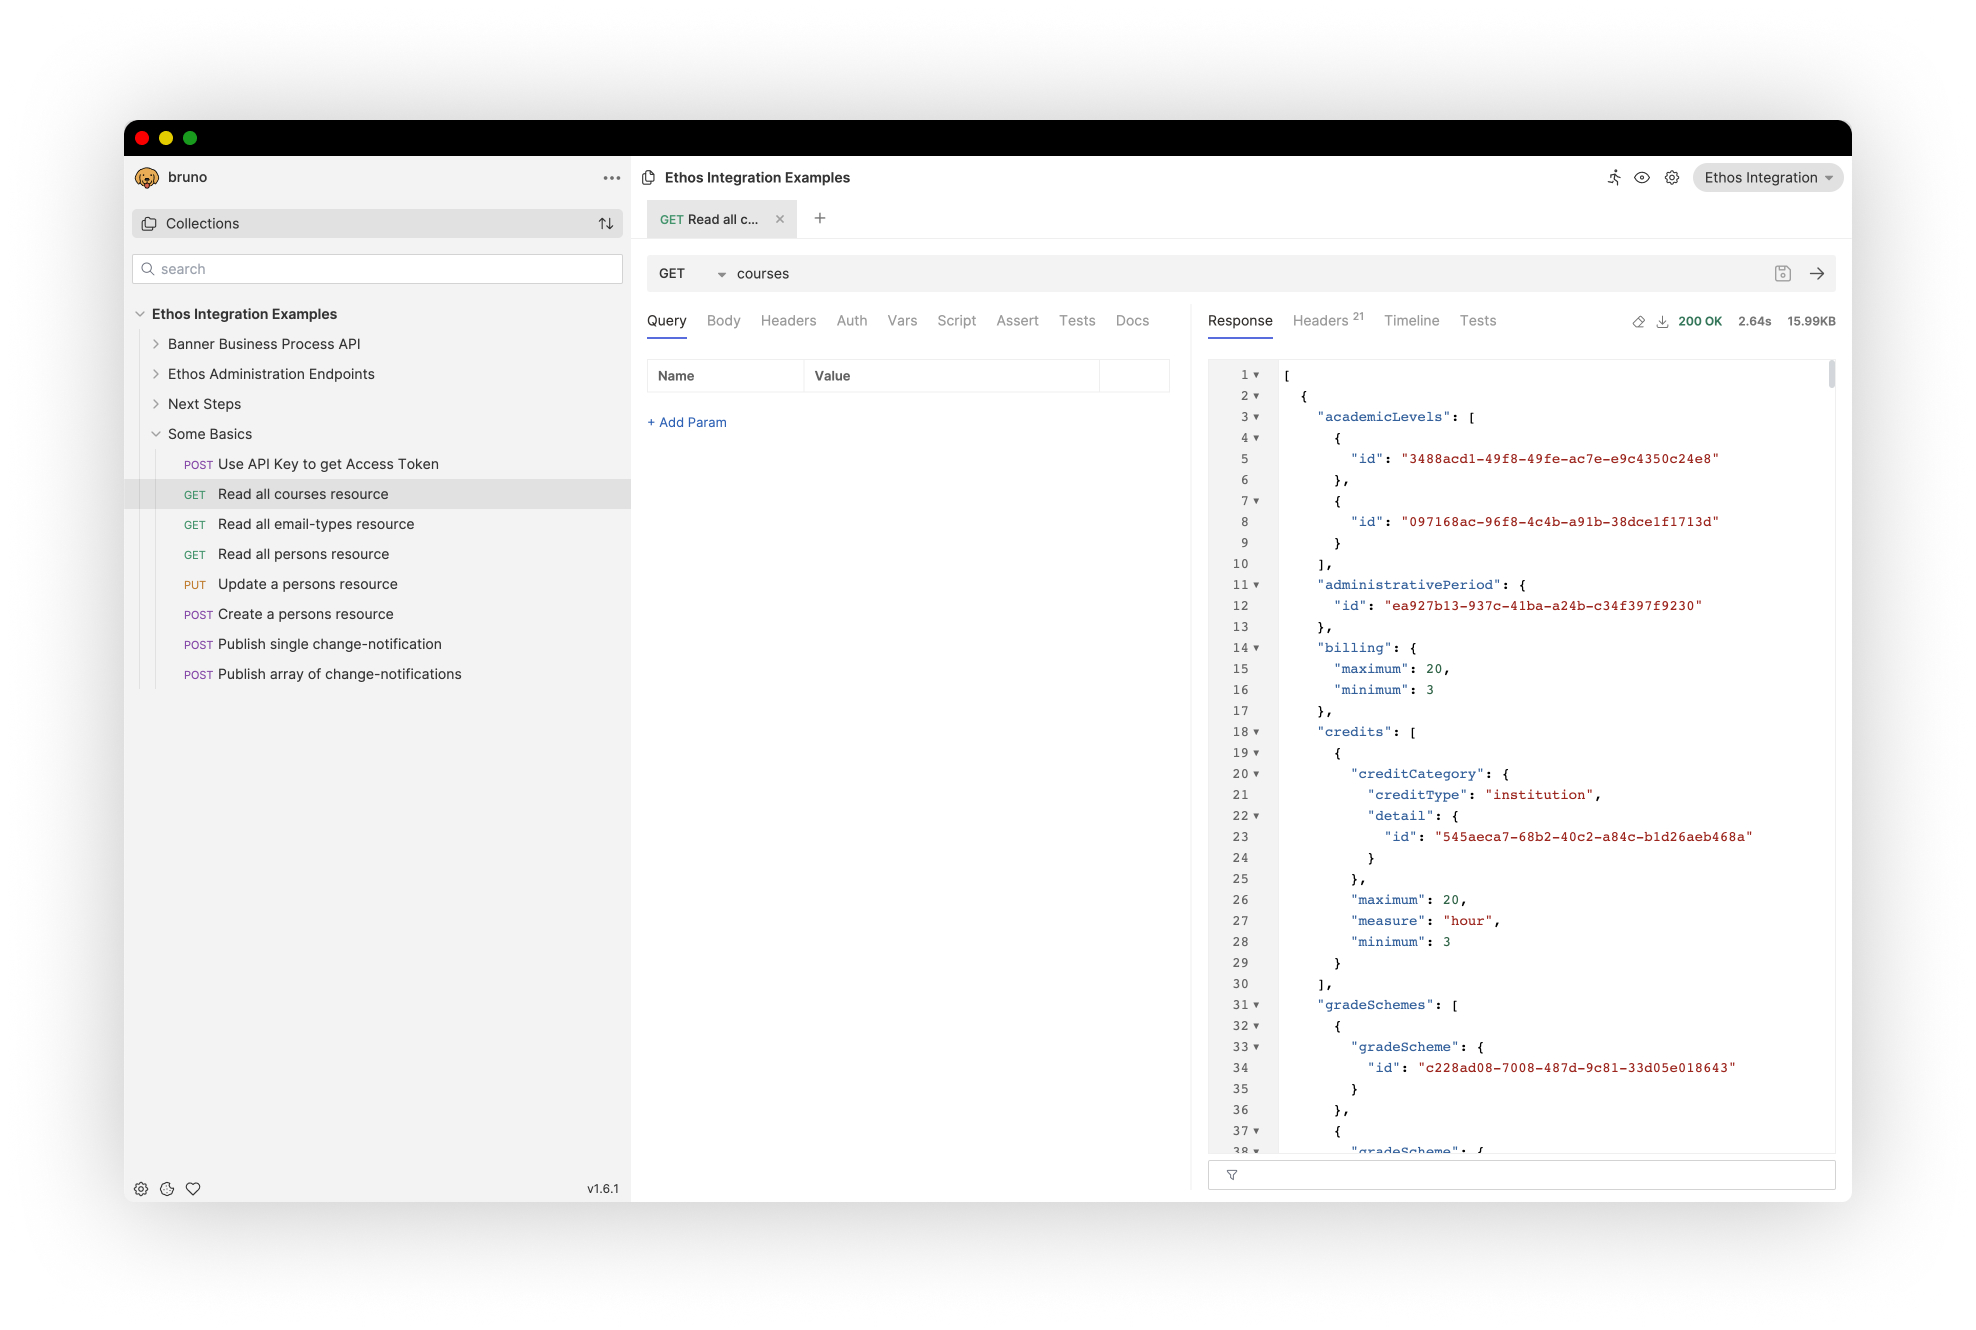 bruno
Collections
search
Ethos Integration Examples
Banner Business Process API
Ethos Administration Endpoints
Next Steps
Some Basics
POST Use API Key to get Access Token
GET Read all courses resource
GET Read all email-types resource
GET Read all persons resource
PUT Update a persons resource
POST Create a persons resource
POST Publish single change-notification
POST Publish array of change-notifications
v1.6.1
Ethos Integration Examples
Ethos Integration
GET Read all c...
GET courses
Query Body Headers Auth Vars Script Assert Tests Docs
Name Value
+ Add Param
Response Headers 21 Timeline Tests
200 OK 2.64s 15.99KB
1 [
2 {
3 "academicLevels": [
4 {
5 "id": "3488acd1-49f8-49fe-ac7e-e9c4350c24e8"
6 },
7 {
8 "id": "097168ac-96f8-4c4b-a91b-38dce1f1713d"
9 }
10 ],
11 "administrativePeriod": {
12 "id": "ea927b13-937c-41ba-a24b-c34f397f9230"
13 },
14 "billing": {
15 "maximum": 20,
16 "minimum": 3
17 },
18 "credits": [
19 {
20 "creditCategory": {
21 "creditType": "institution",
22 "detail": {
23 "id": "545aeca7-68b2-40c2-a84c-b1d26aeb468a"
24 }
25 },
26 "maximum": 20,
27 "measure": "hour",
28 "minimum": 3
29 }
30 ],
31 "gradeSchemes": [
32 {
33 "gradeScheme": {
34 "id": "c228ad08-7008-487d-9c81-33d05e018643"
35 }
36 },
37 {
38 "gradeScheme": {